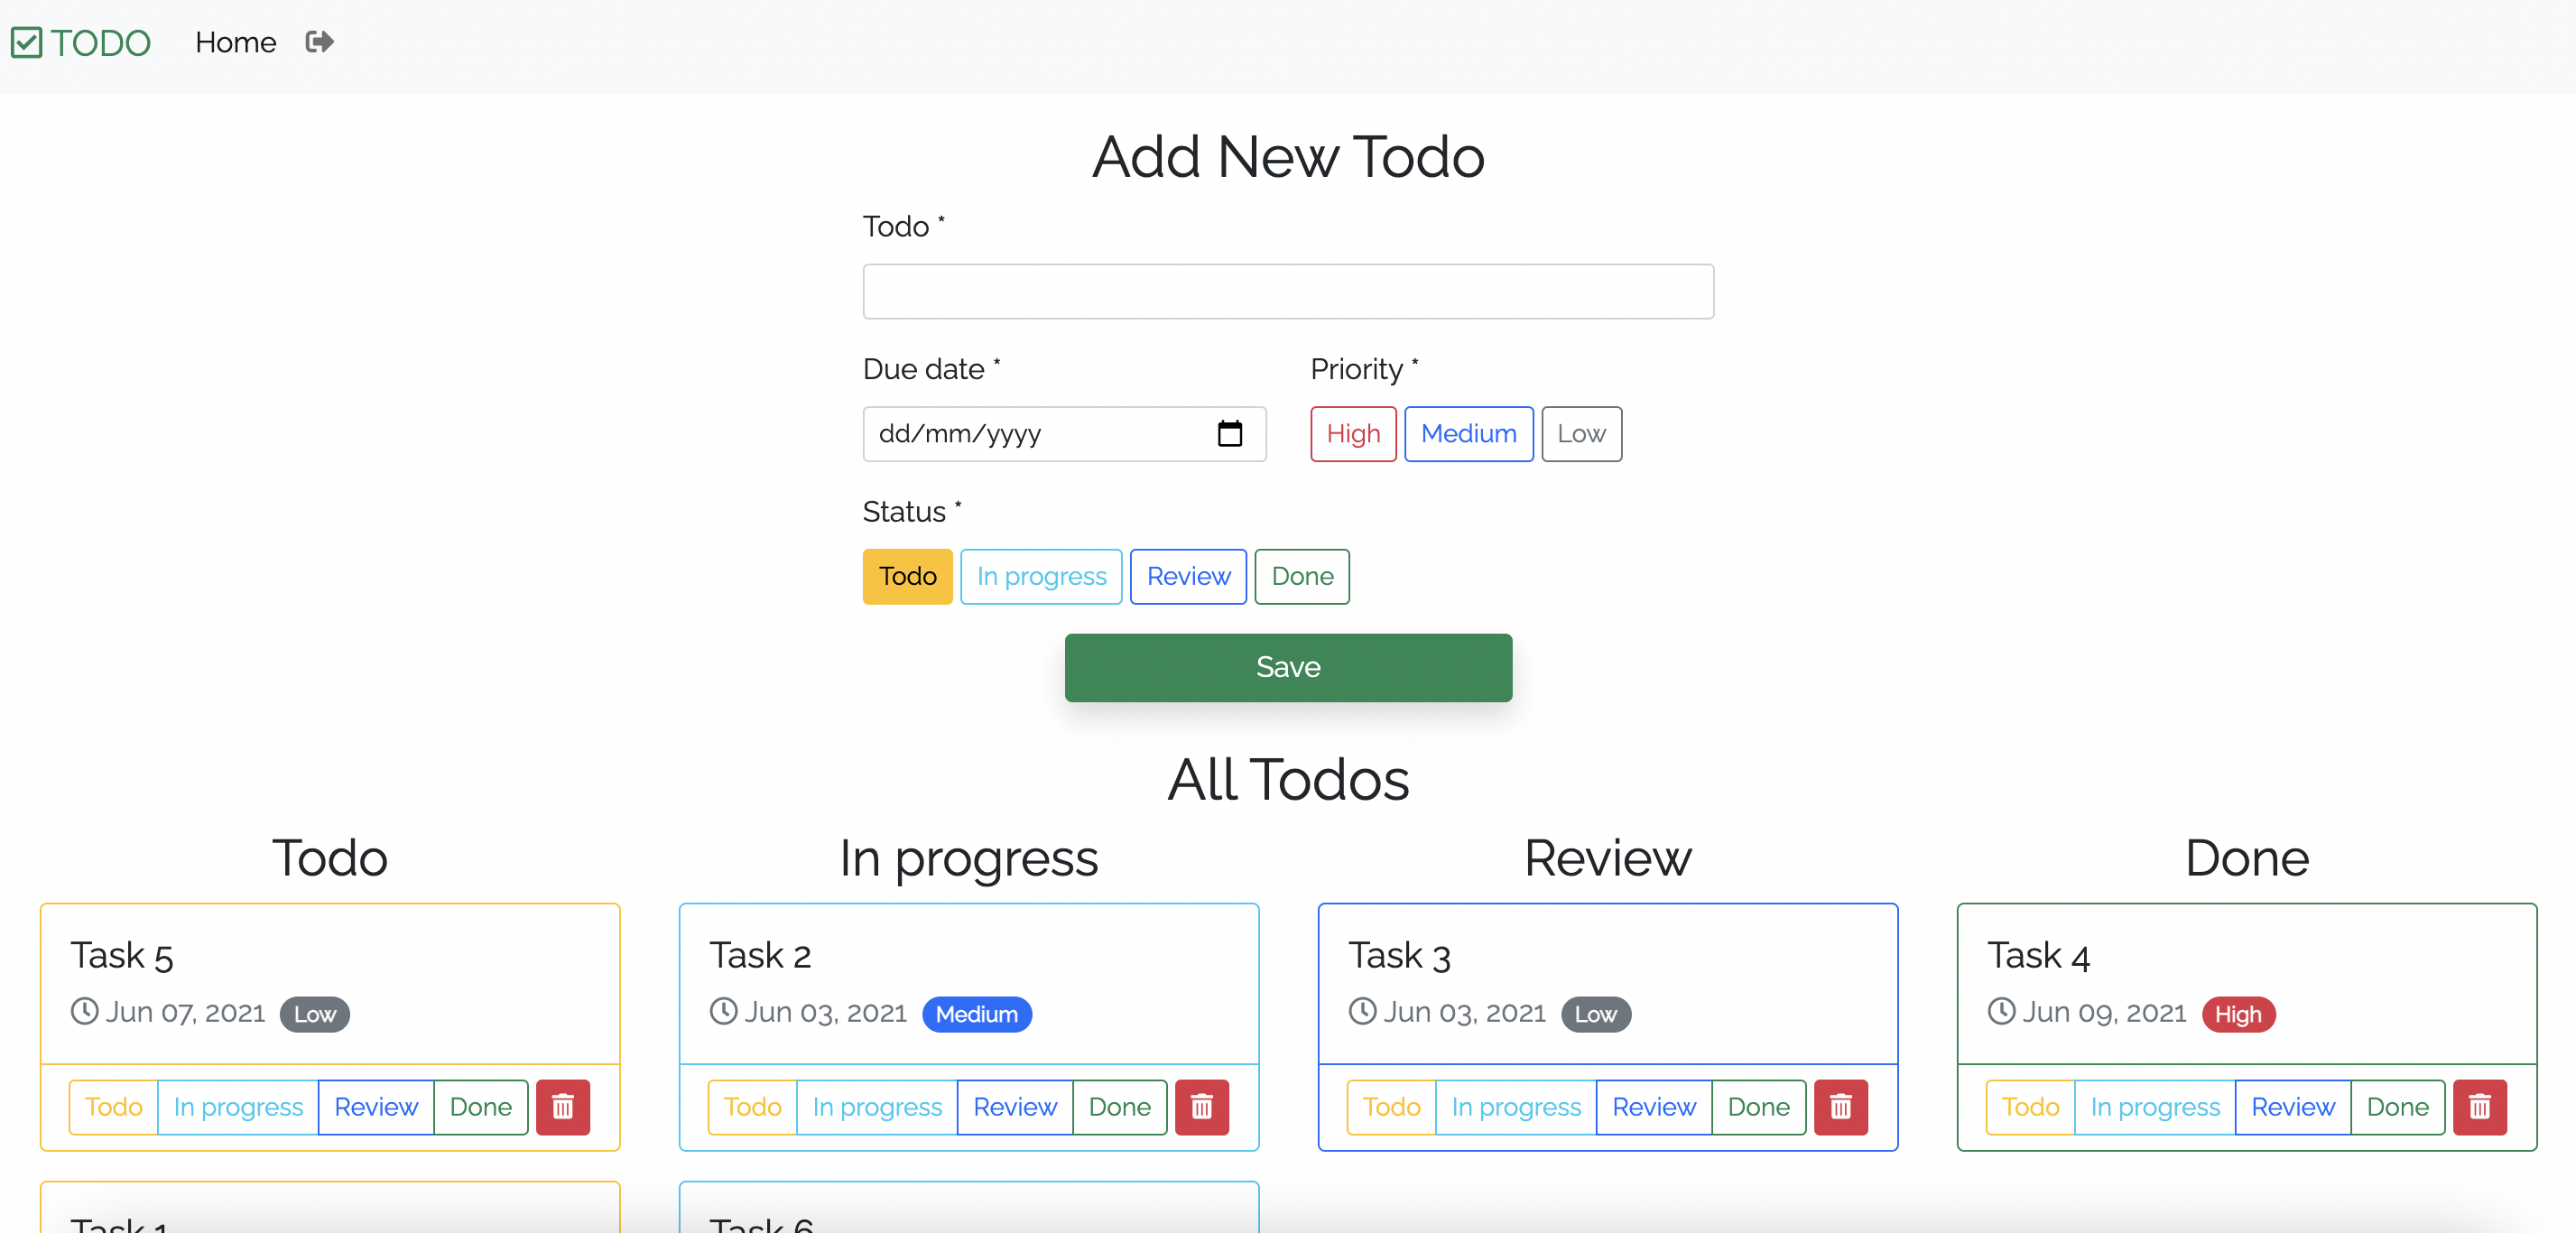 TODO Home
Add New Todo
Todo *
Due date * Priority *
dd/mm/yyyy High Medium Low
Status *
Todo In progress Review Done
Save
All Todos
Todo In progress Review Done
Task 5 Task 2 Task 3 Task 4
Jun 07, 2021 Low Jun 03, 2021 Medium Jun 03, 2021 Low Jun 09, 2021 High
Todo In progress Review Done Todo In progress Review Done Todo In progress Review Done Todo In progress Review Done
Task 1 Task 6